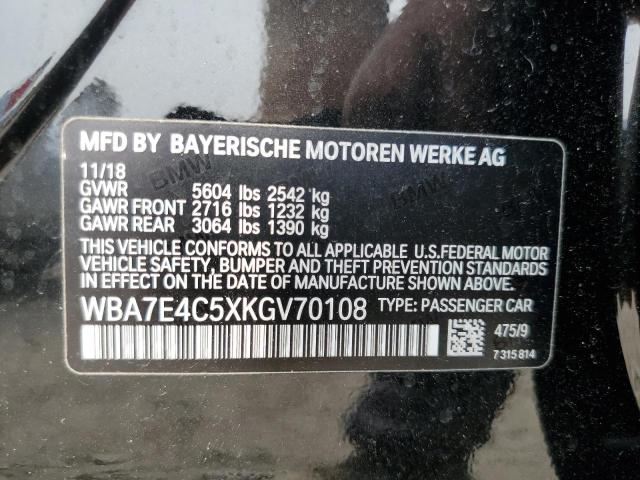 MFD BY BAYERISCHE MOTOREN WERKE AG
11/18
GVWR 5604 lbs 2542 kg
GAWR FRONT 2716 lbs 1232 kg
GAWR REAR 3064 lbs 1390 kg
THIS VEHICLE CONFORMS TO ALL APPLICABLE U.S.FEDERAL MOTOR
VEHICLE SAFETY, BUMPER AND THEFT PREVENTION STANDARDS
IN EFFECT ON THE DATE OF MANUFACTURE SHOWN ABOVE.
WBA7E4C5XKGV70108 TYPE: PASSENGER CAR
475/9
7 315 814